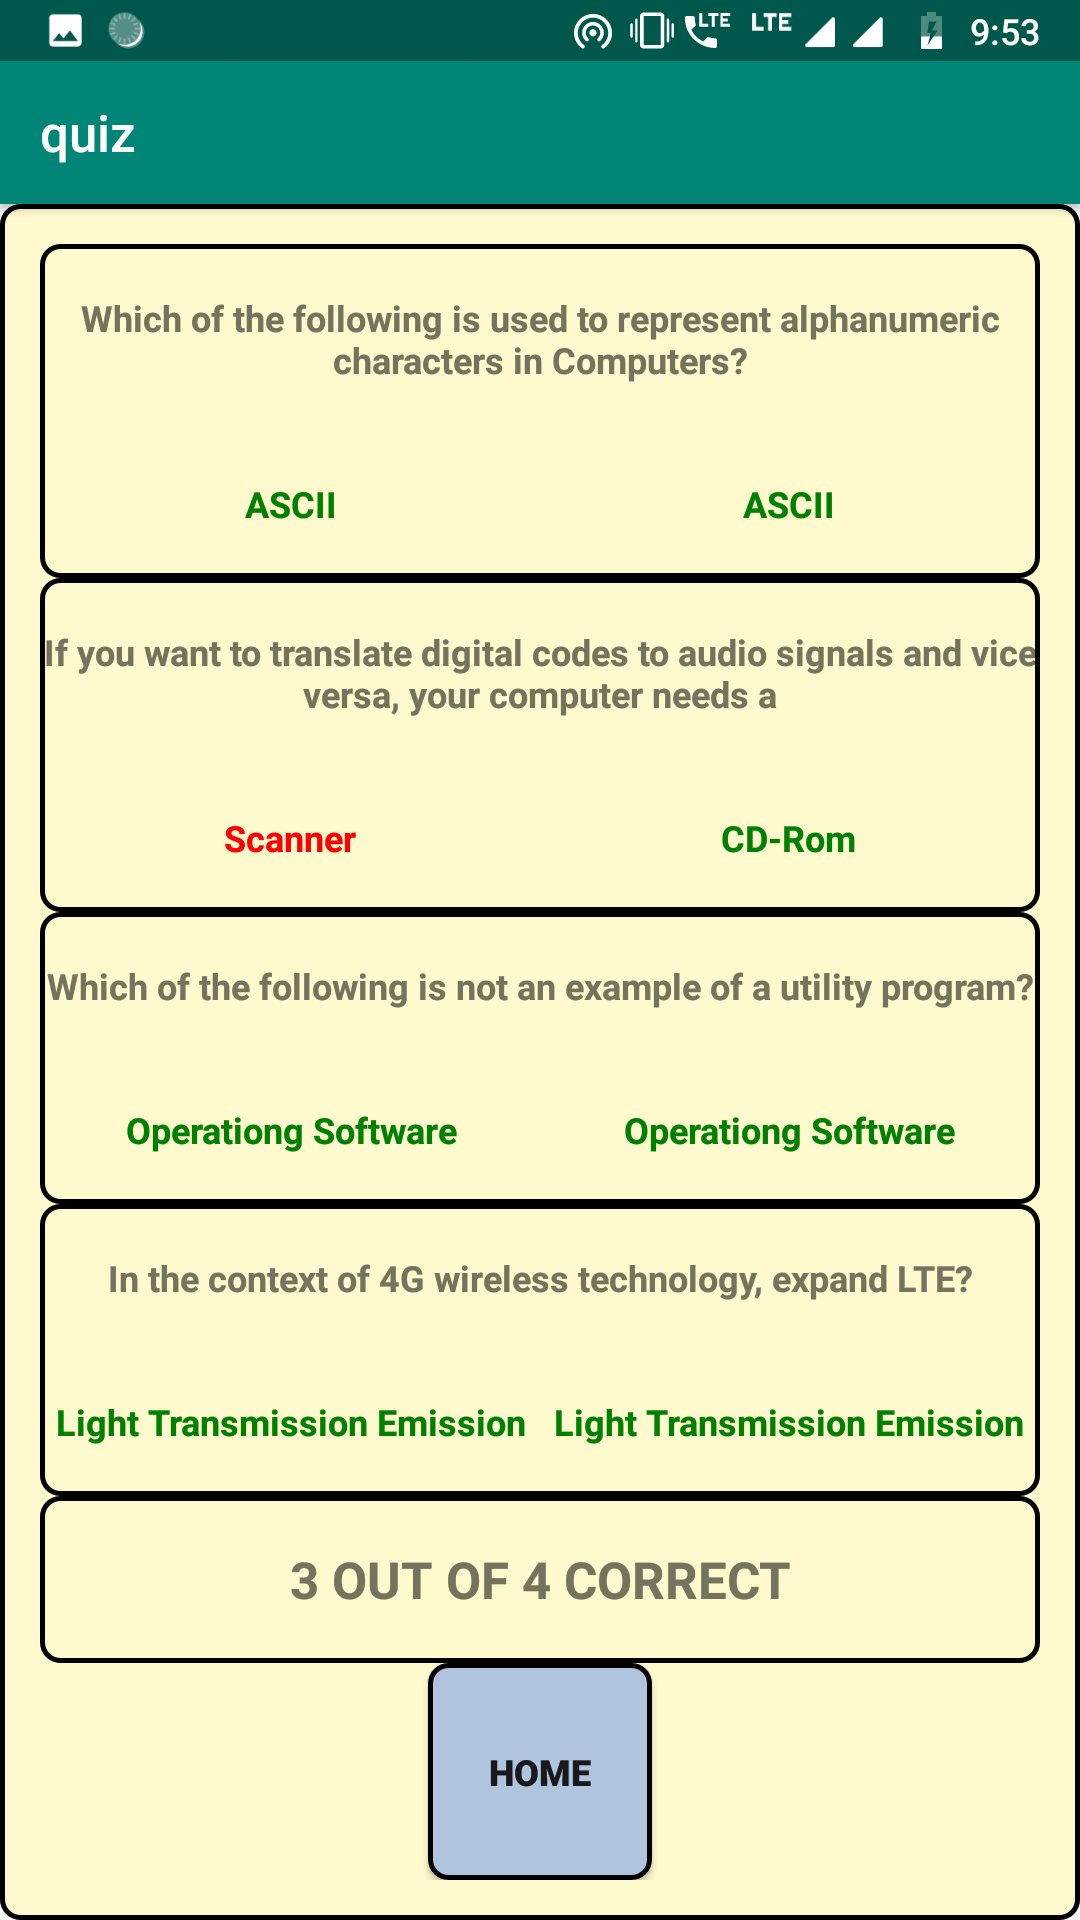 LTE LTE 9:53
quiz
Which of the following is used to represent alphanumeric
characters in Computers?
ASCII ASCII
If you want to translate digital codes to audio signals and vice
versa, your computer needs a
Scanner CD-Rom
Which of the following is not an example of a utility program?
Operationg Software Operationg Software
In the context of 4G wireless technology, expand LTE?
Light Transmission Emission Light Transmission Emission
3 OUT OF 4 CORRECT
HOME